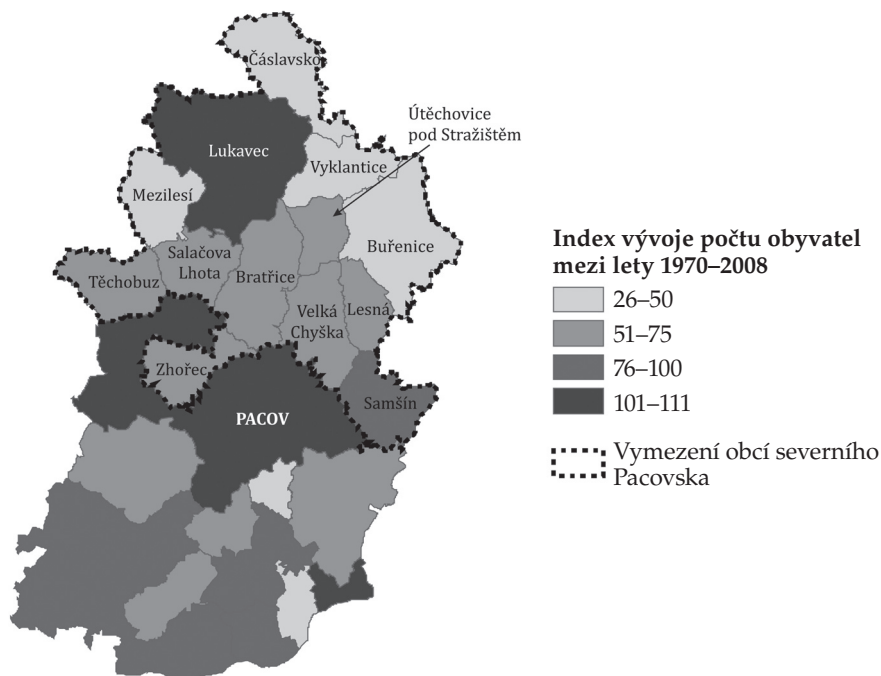 Čáslavsko
Útěchovice
pod Stražištěm
Lukavec
Vyklantice
Mezilesí
Buřenice
Salačova
Lhota
Těchobuz
Bratřice
Velká
Chyška
Lesná
Zhořec
Samšín
PACOV
Index vývoje počtu obyvatel
mezi lety 1970–2008
26–50
51–75
76–100
101–111
Vymezení obcí severního
Pacovska